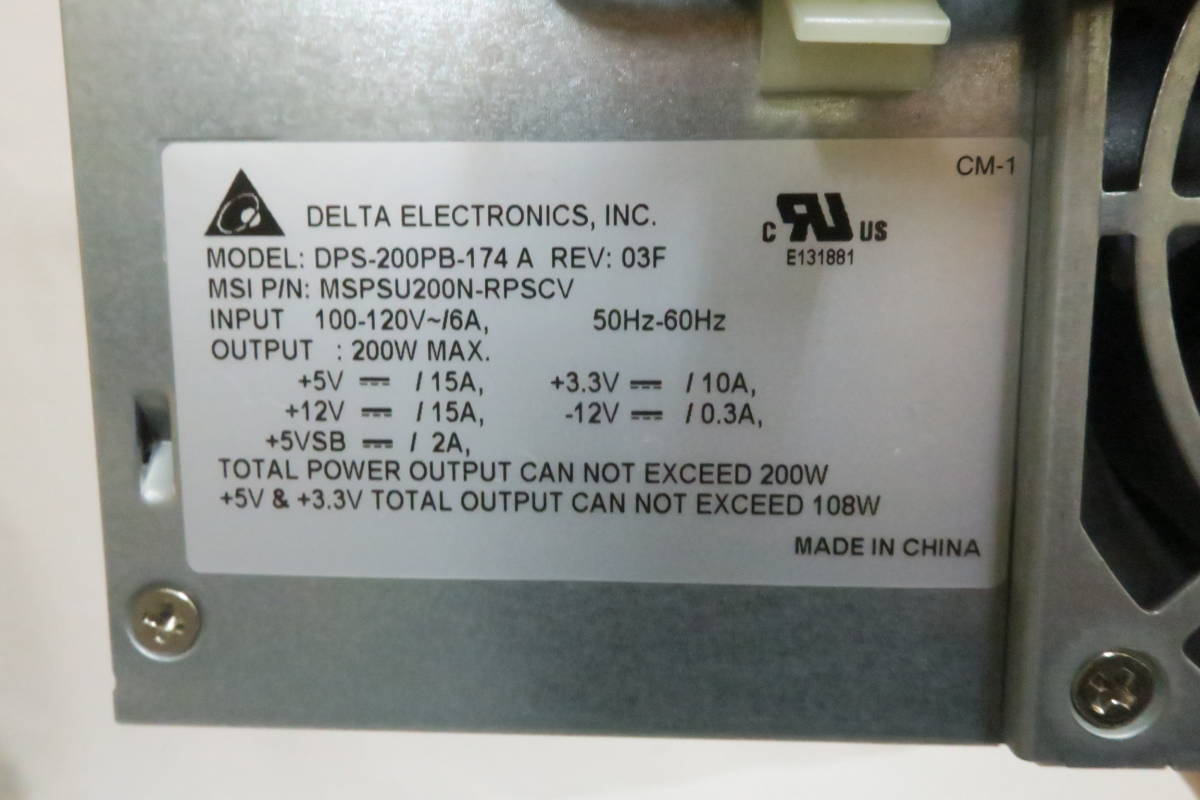 CM-1
DELTA ELECTRONICS, INC.
c RU US
E131881
MODEL: DPS-200PB-174 A REV: 03F
MSI P/N: MSPSU200N-RPSCV
INPUT 100-120V~/6A, 50Hz-60Hz
OUTPUT : 200W MAX.
+5V ⎓ / 15A, +3.3V ⎓ / 10A,
+12V ⎓ / 15A, -12V ⎓ / 0.3A,
+5VSB ⎓ / 2A,
TOTAL POWER OUTPUT CAN NOT EXCEED 200W
+5V & +3.3V TOTAL OUTPUT CAN NOT EXCEED 108W
MADE IN CHINA